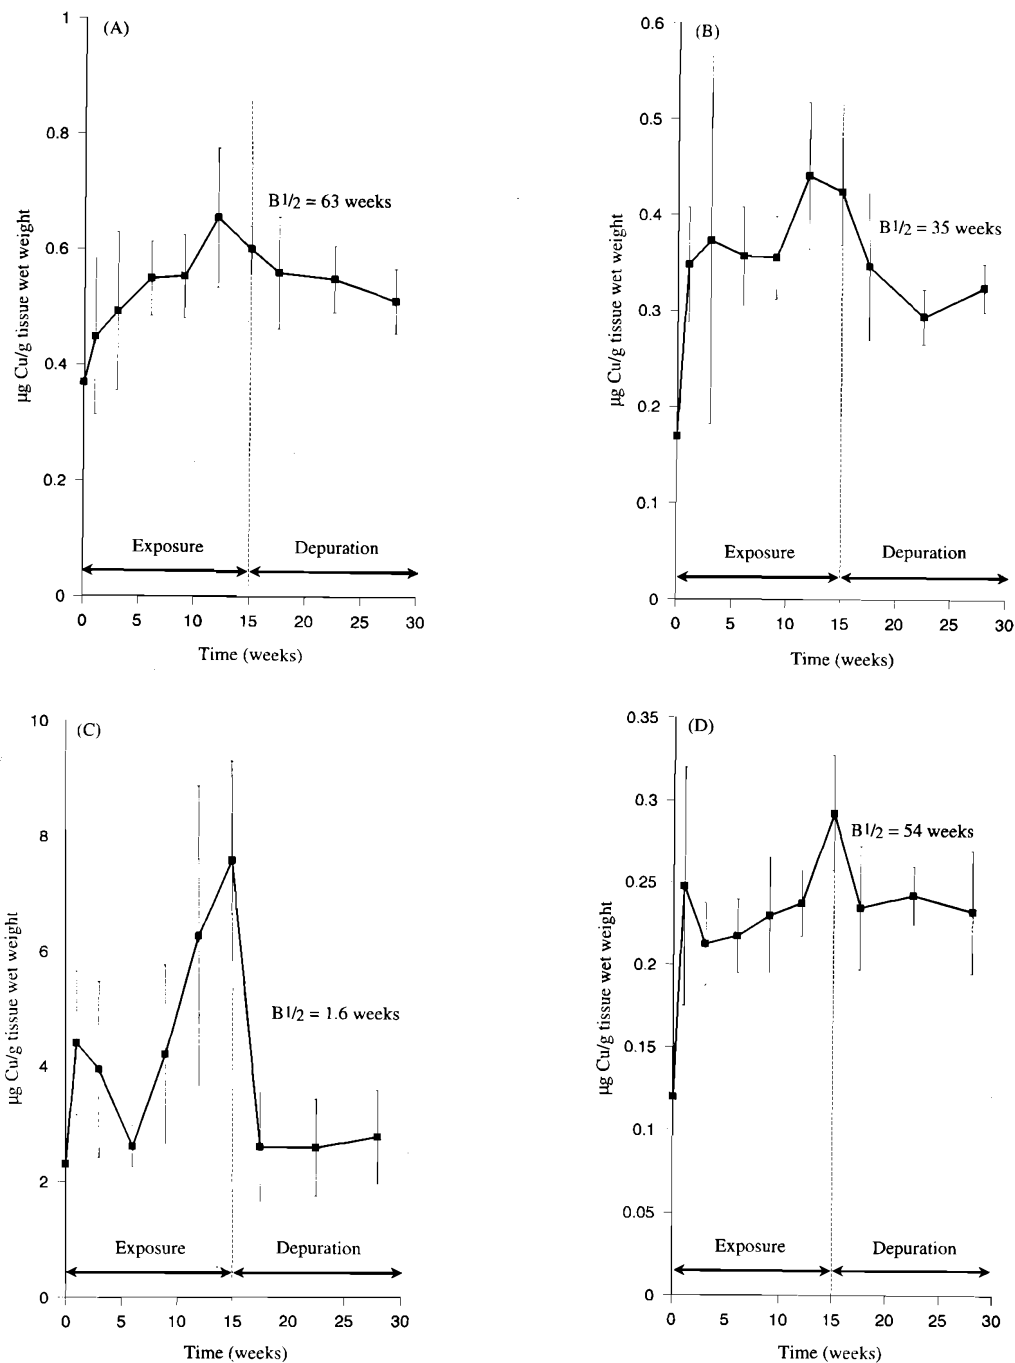 (A)
1
0.8
0.6
0.4
0.2
0
µg Cu/g tissue wet weight
B1/2 = 63 weeks
Exposure
Depuration
0 5 10 15 20 25 30
Time (weeks)
(B)
0.6
0.5
0.4
0.3
0.2
0.1
0
µg Cu/g tissue wet weight
B1/2 = 35 weeks
Exposure
Depuration
0 5 10 15 20 25 30
Time (weeks)
(C)
10
8
6
4
2
0
µg Cu/g tissue wet weight
B1/2 = 1.6 weeks
Exposure
Depuration
0 5 10 15 20 25 30
Time (weeks)
(D)
0.35
0.3
0.25
0.2
0.15
0.1
0.05
0
µg Cu/g tissue wet weight
B1/2 = 54 weeks
Exposure
Depuration
0 5 10 15 20 25 30
Time (weeks)